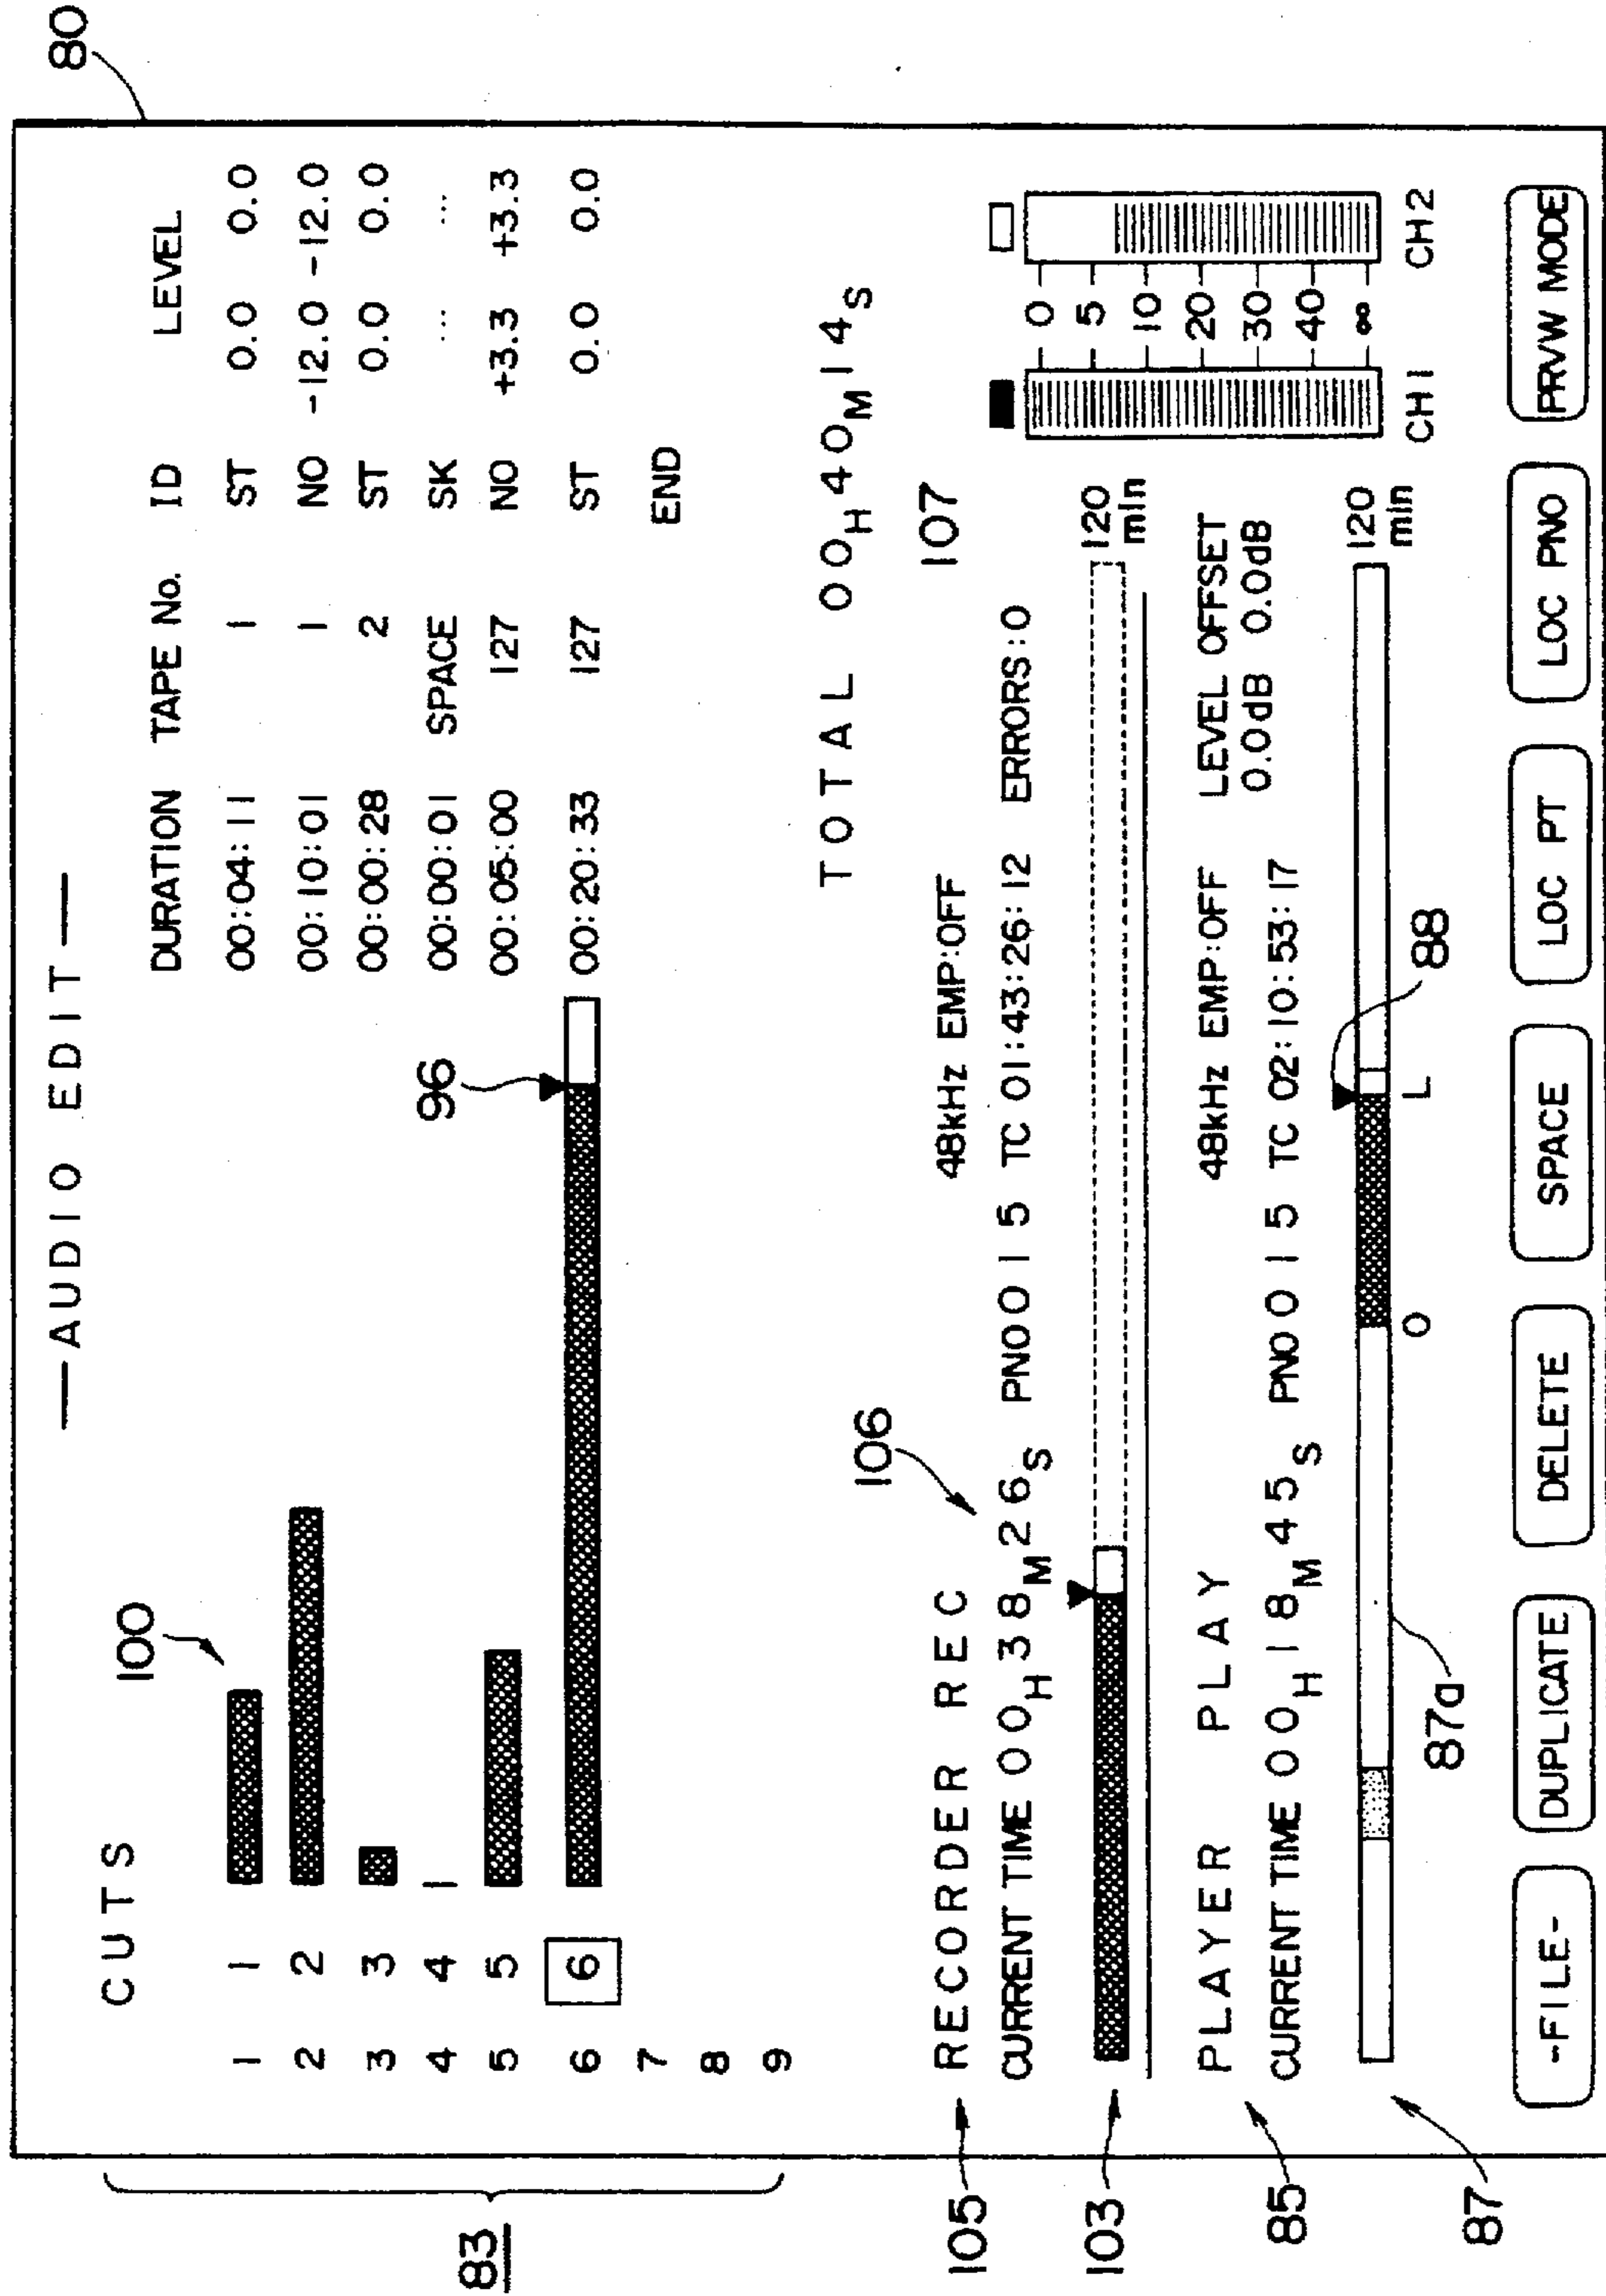 80
—AUDIO EDIT—
CUTS DURATION TAPE No. ID LEVEL
100
1 1 00:04:11 1 ST 0.0 0.0
2 2 00:10:01 1 NO -12.0 -12.0
3 3 00:00:28 2 ST 0.0 0.0
4 4 00:00:01 SPACE SK ... ...
96
5 5 00:05:00 127 NO +3.3 +3.3
6 6 00:20:33 127 ST 0.0 0.0
7 END
8
9
83
TOTAL 00H40M14S
106
107
105
RECORDER REC 48kHz EMP:OFF
CURRENT TIME 00H38M26S PNO015 TC 01:43:26:12 ERRORS:0
103
120
min
0
5
10
20
30
40
∞
CH1 CH2
85
PLAYER PLAY 48kHz EMP:OFF LEVEL OFFSET
0.0dB 0.0dB
CURRENT TIME 00H18M45S PNO015 TC 02:10:53:17
88
120
min
O L
87
87a
-FILE- DUPLICATE DELETE SPACE LOC PT LOC PNO PRVW MODE